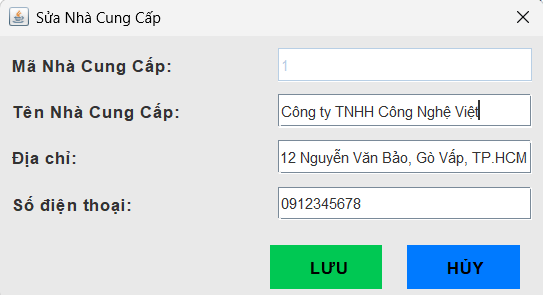 Sửa Nhà Cung Cấp
Mã Nhà Cung Cấp: 1
Tên Nhà Cung Cấp: Công ty TNHH Công Nghệ Việt
Địa chỉ: 12 Nguyễn Văn Bảo, Gò Vấp, TP.HCM
Số điện thoại: 0912345678
LƯU HỦY